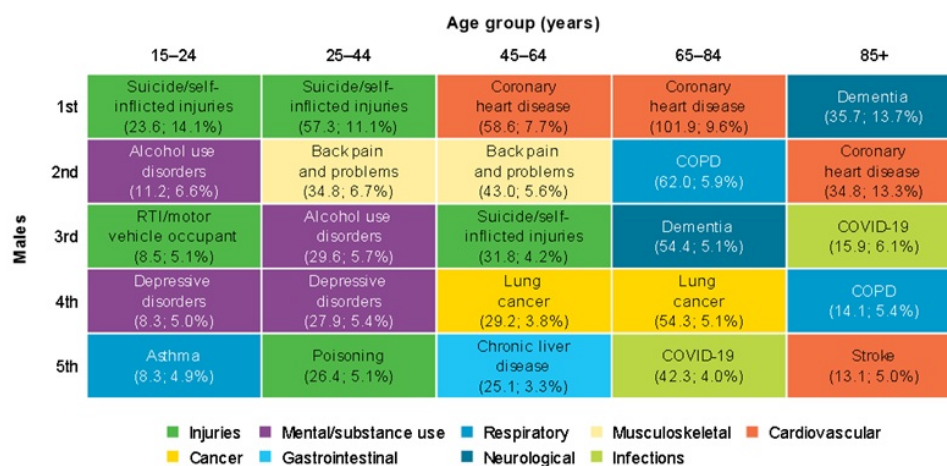 Age group (years)
15–24 25–44 45–64 65–84 85+
Males
1st
Suicide/self-
inflicted injuries
(23.6; 14.1%)
Suicide/self-
inflicted injuries
(57.3; 11.1%)
Coronary
heart disease
(58.6; 7.7%)
Coronary
heart disease
(101.9; 9.6%)
Dementia
(35.7; 13.7%)
2nd
Alcohol use
disorders
(11.2; 6.6%)
Back pain
and problems
(34.8; 6.7%)
Back pain
and problems
(43.0; 5.6%)
COPD
(62.0; 5.9%)
Coronary
heart disease
(34.8; 13.3%)
3rd
RTI/motor
vehicle occupant
(8.5; 5.1%)
Alcohol use
disorders
(29.6; 5.7%)
Suicide/self-
inflicted injuries
(31.8; 4.2%)
Dementia
(54.4; 5.1%)
COVID-19
(15.9; 6.1%)
4th
Depressive
disorders
(8.3; 5.0%)
Depressive
disorders
(27.9; 5.4%)
Lung
cancer
(29.2; 3.8%)
Lung
cancer
(54.3; 5.1%)
COPD
(14.1; 5.4%)
5th
Asthma
(8.3; 4.9%)
Poisoning
(26.4; 5.1%)
Chronic liver
disease
(25.1; 3.3%)
COVID-19
(42.3; 4.0%)
Stroke
(13.1; 5.0%)
Injuries Mental/substance use Respiratory Musculoskeletal Cardiovascular
Cancer Gastrointestinal Neurological Infections